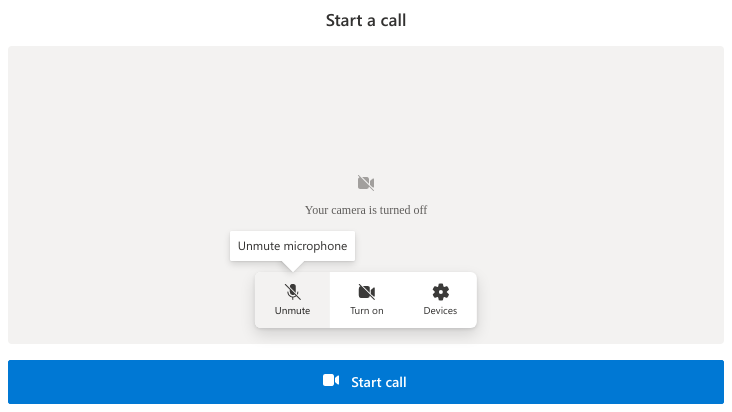 Start a call
Your camera is turned off
Unmute microphone
Unmute
Turn on
Devices
Start call